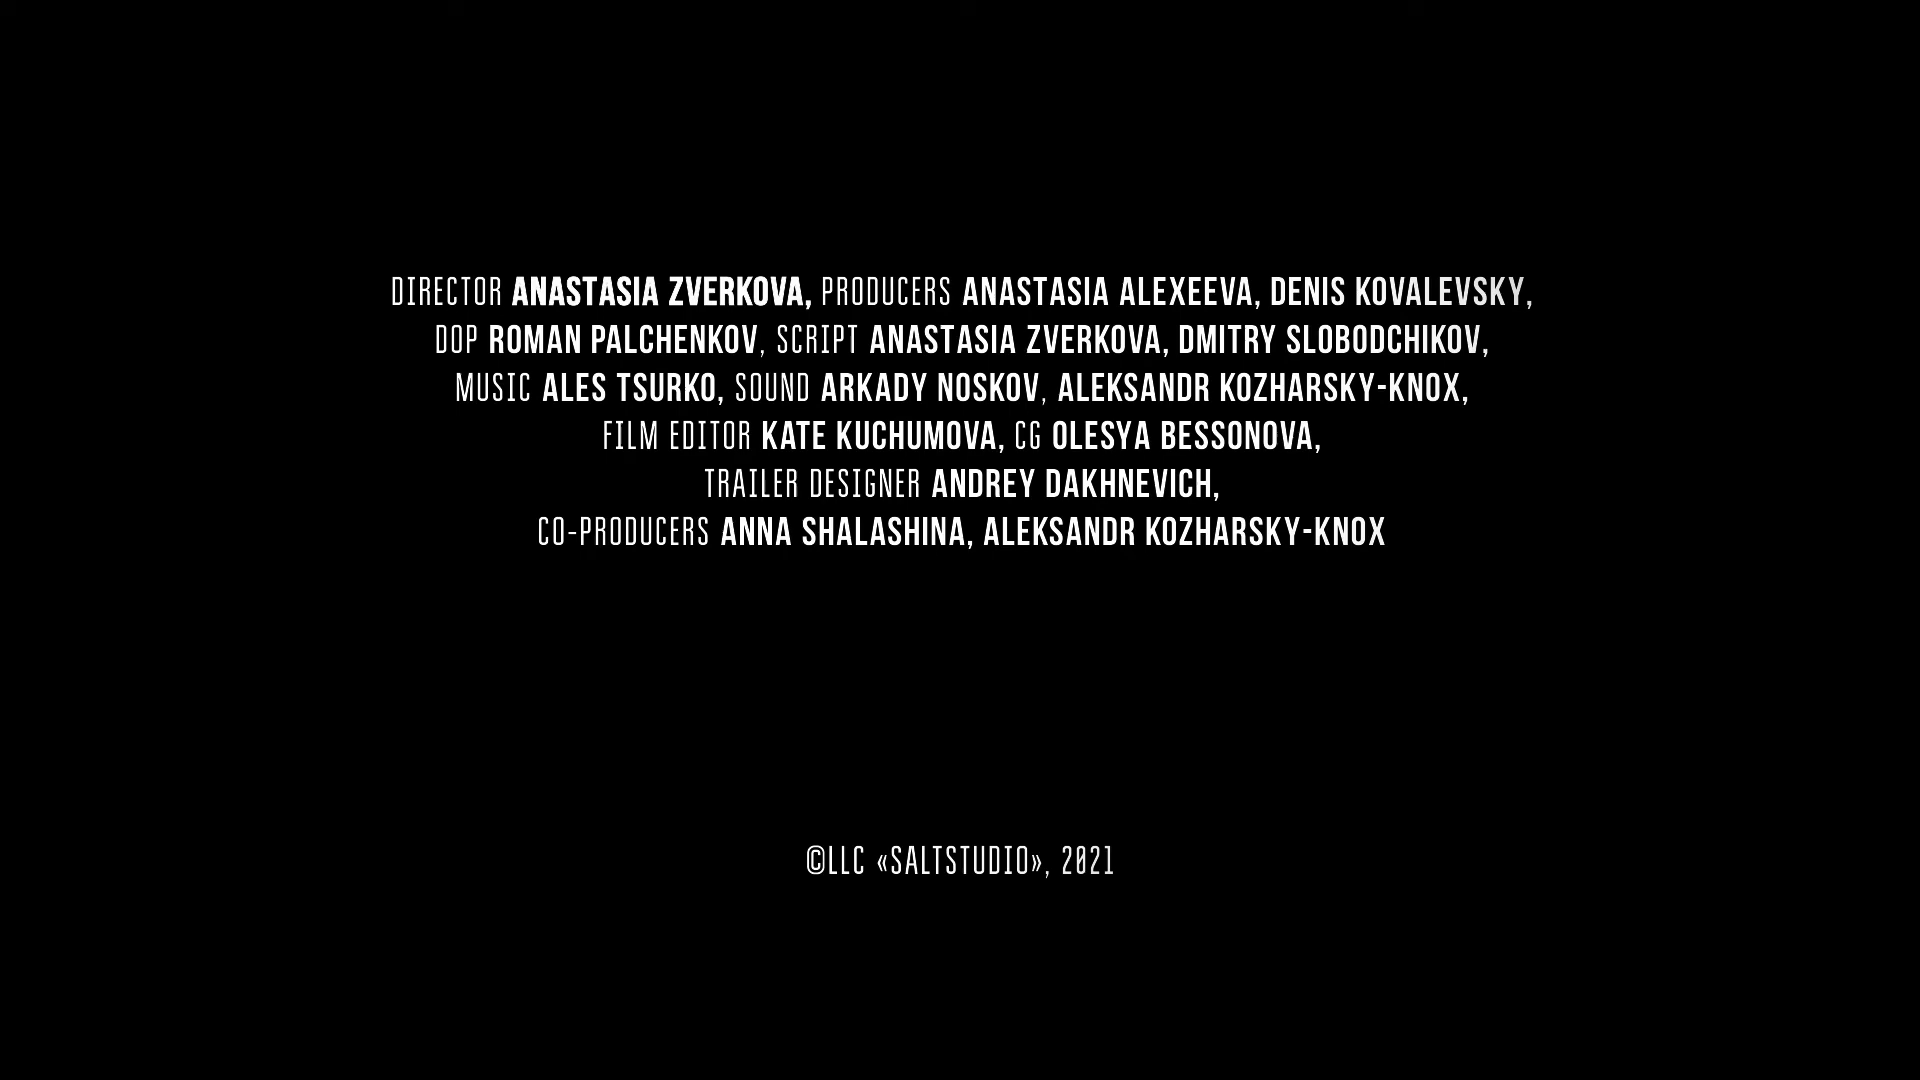 DIRECTOR ANASTASIA ZVERKOVA, PRODUCERS ANASTASIA ALEXEEVA, DENIS KOVALEVSKY,
DOP ROMAN PALCHENKOV, SCRIPT ANASTASIA ZVERKOVA, DMITRY SLOBODCHIKOV,
MUSIC ALES TSURKO, SOUND ARKADY NOSKOV, ALEKSANDR KOZHARSKY-KNOX,
FILM EDITOR KATE KUCHUMOVA, CG OLESYA BESSONOVA,
TRAILER DESIGNER ANDREY DAKHNEVICH,
CO-PRODUCERS ANNA SHALASHINA, ALEKSANDR KOZHARSKY-KNOX
©LLC «SALTSTUDIO», 2021